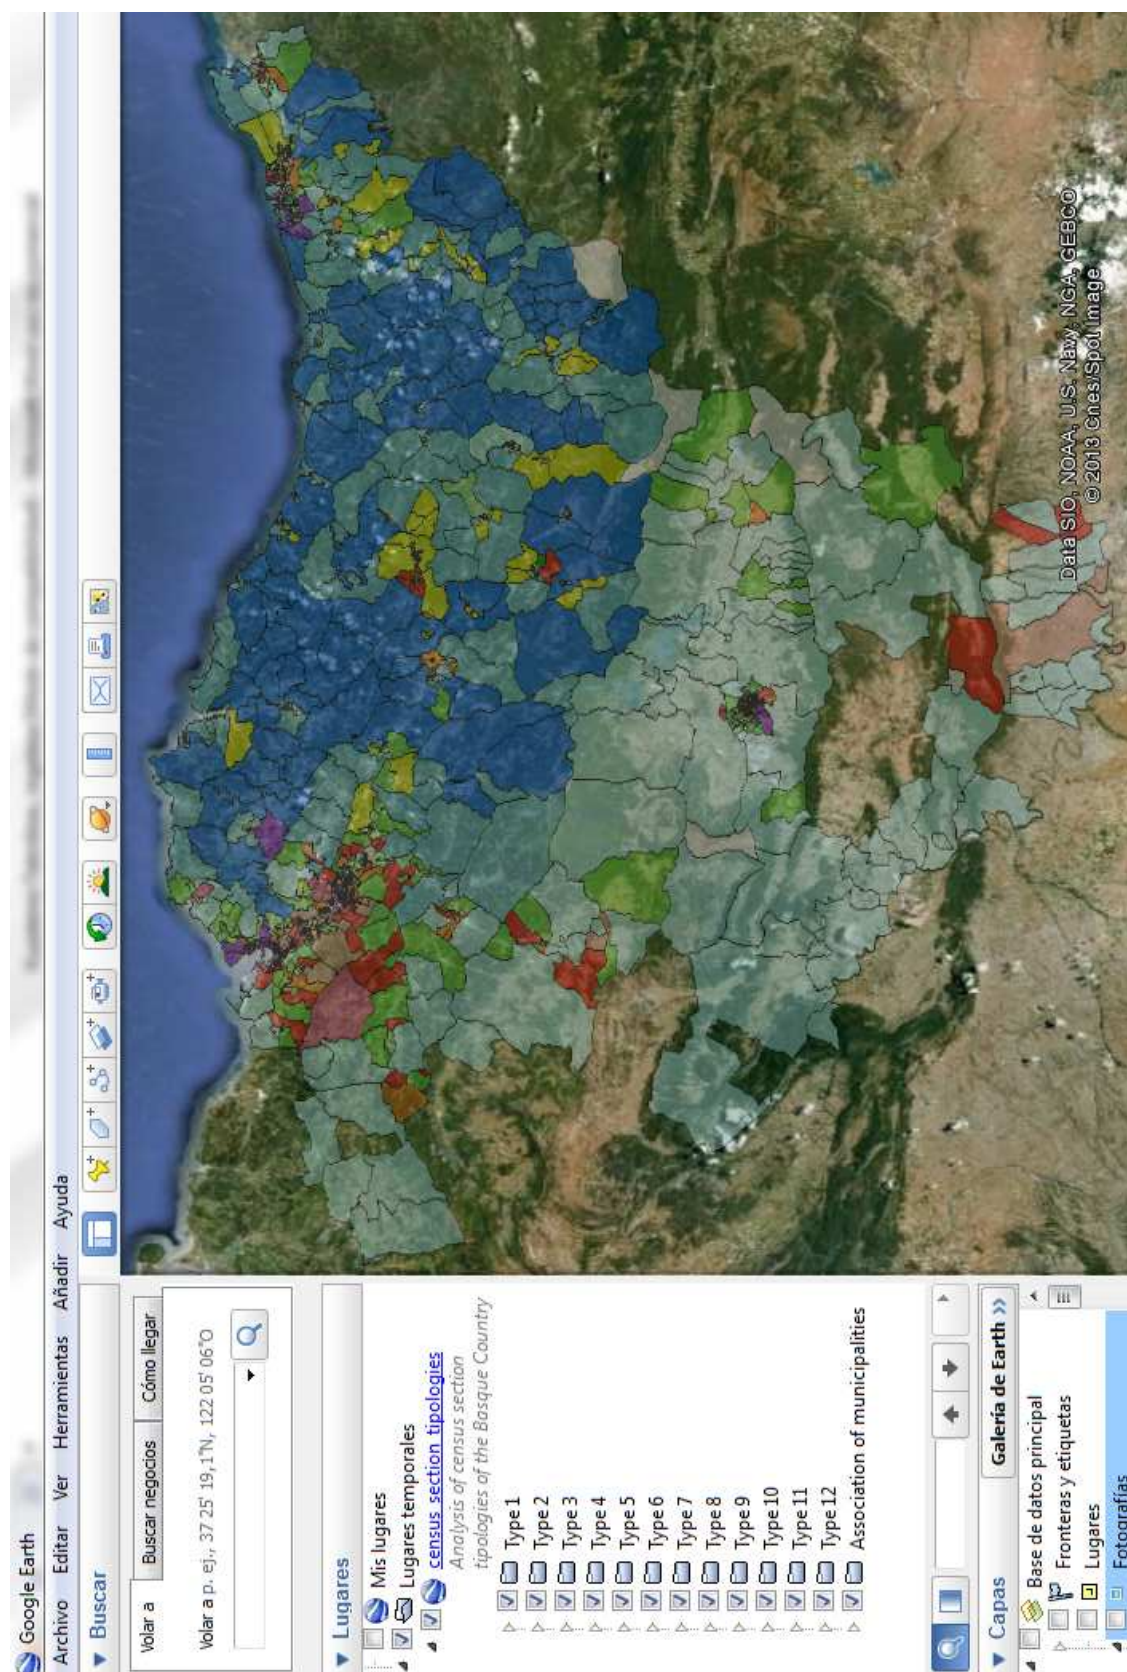 Google Earth
Archivo Editar Ver Herramientas Añadir Ayuda
Buscar
Volar a
Buscar negocios
Cómo llegar
Volar a p. ej., 37 25' 19,1"N, 122 05' 06"O
Lugares
Mis lugares
Lugares temporales
census section tipologies
Analysis of census section
tipologies of the Basque Country
Type 1
Type 2
Type 3
Type 4
Type 5
Type 6
Type 7
Type 8
Type 9
Type 10
Type 11
Type 12
Association of municipalities
Capas
Galería de Earth >>
Base de datos principal
Fronteras y etiquetas
Lugares
Fotografías
Data SIO, NOAA, U.S. Navy, NGA, GEBCO
© 2013 Cnes/Spot Image